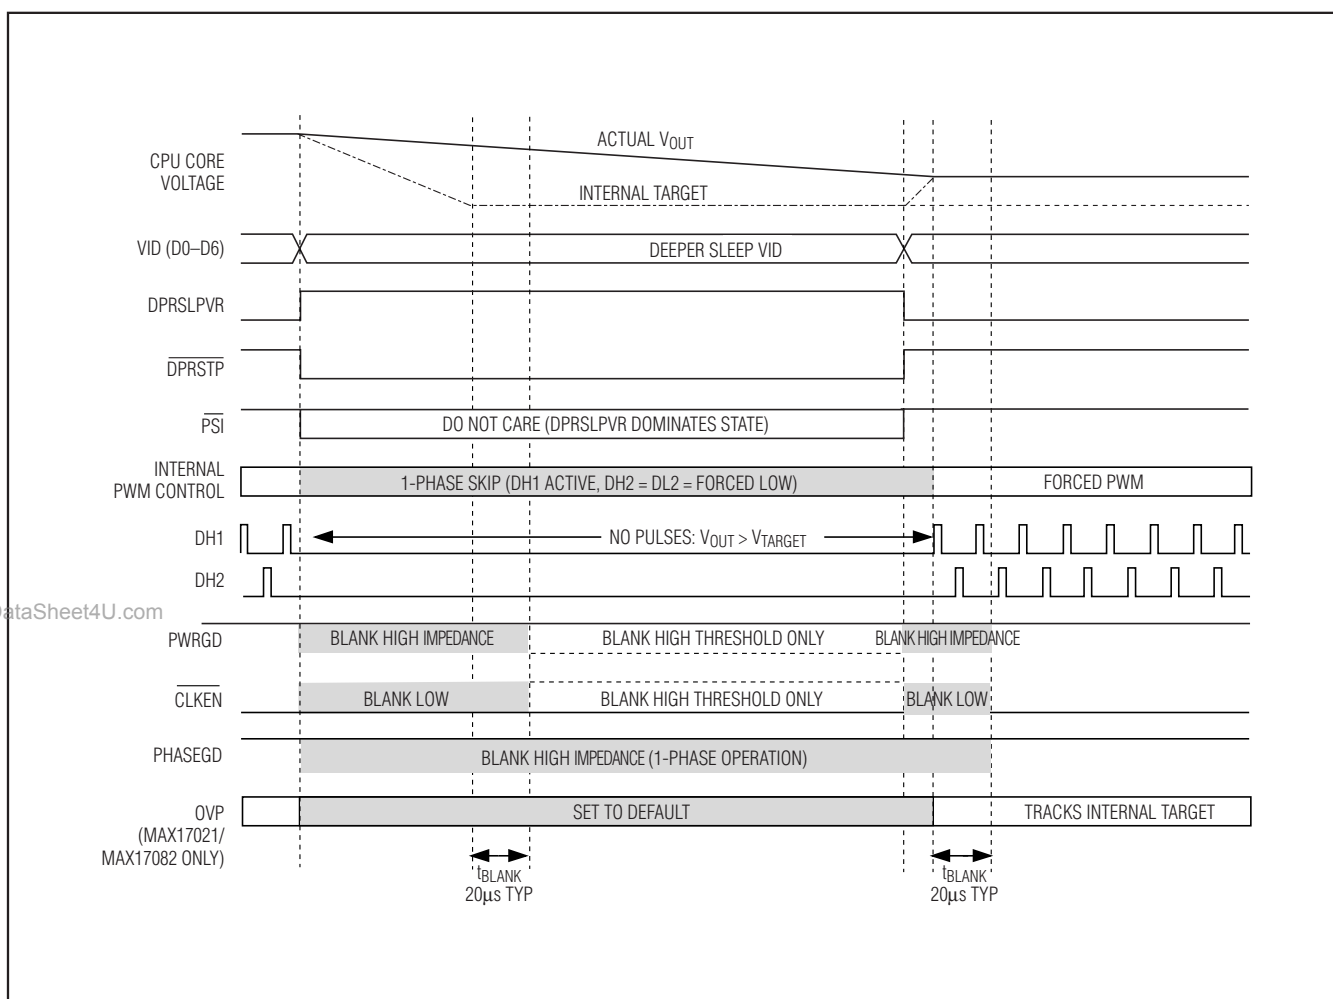 ACTUAL VOUT
CPU CORE
VOLTAGE
INTERNAL TARGET
VID (D0–D6)
DEEPER SLEEP VID
DPRSLPVR
DPRSTP
PSI
DO NOT CARE (DPRSLPVR DOMINATES STATE)
INTERNAL
PWM CONTROL
1-PHASE SKIP (DH1 ACTIVE, DH2 = DL2 = FORCED LOW)
FORCED PWM
DH1
NO PULSES: VOUT > VTARGET
DH2
DataSheet4U.com
PWRGD
BLANK HIGH IMPEDANCE
BLANK HIGH THRESHOLD ONLY
BLANK HIGH IMPEDANCE
CLKEN
BLANK LOW
BLANK HIGH THRESHOLD ONLY
BLANK LOW
PHASEGD
BLANK HIGH IMPEDANCE (1-PHASE OPERATION)
OVP
(MAX17021/
MAX17082 ONLY)
SET TO DEFAULT
TRACKS INTERNAL TARGET
tBLANK
20μs TYP
tBLANK
20μs TYP